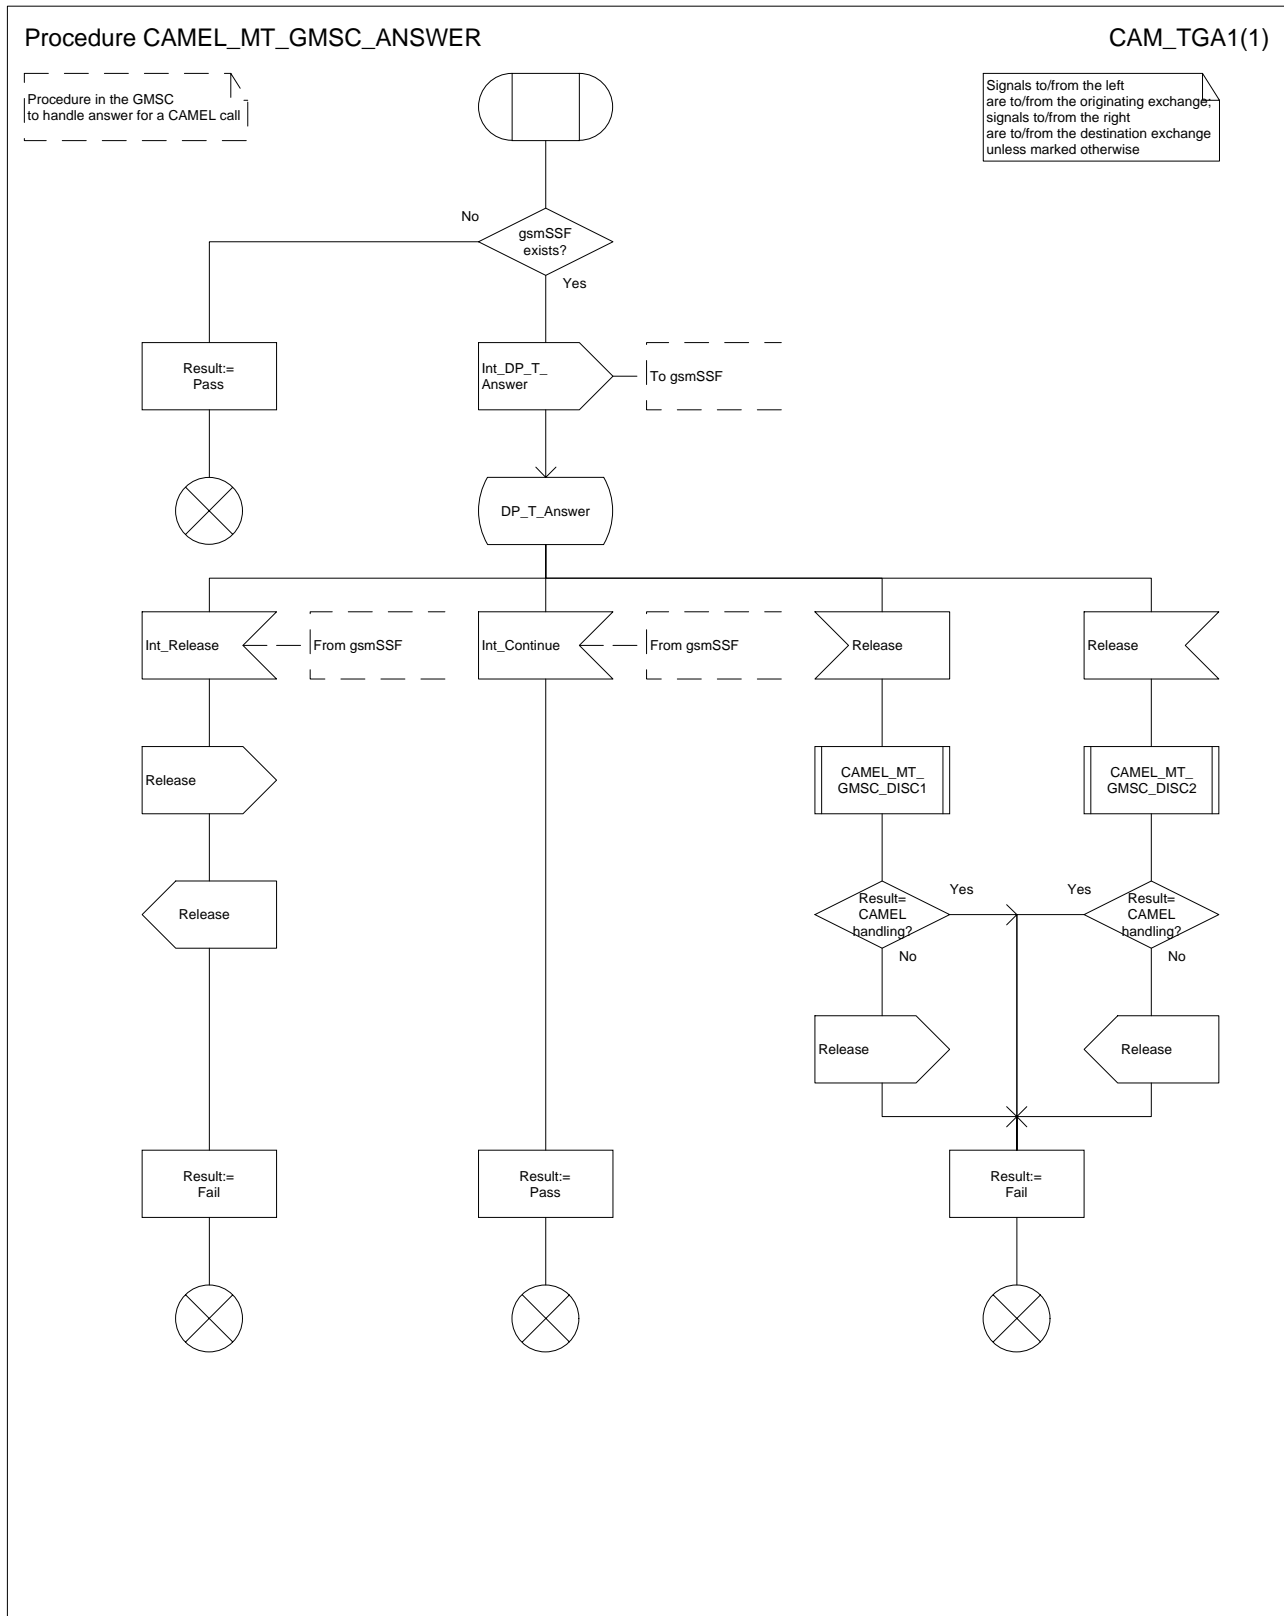 Procedure CAMEL_MT_GMSC_ANSWER
CAM_TGA1(1)
Procedure in the GMSC
to handle answer for a CAMEL call
Signals to/from the left
are to/from the originating exchange;
signals to/from the right
are to/from the destination exchange
unless marked otherwise
No
gsmSSF
exists?
Yes
Result:=
Pass
Int_DP_T_
Answer
To gsmSSF
DP_T_Answer
Int_Release
From gsmSSF
Int_Continue
From gsmSSF
Release
Release
Release
CAMEL_MT_
GMSC_DISC1
CAMEL_MT_
GMSC_DISC2
Release
Result=
CAMEL
handling?
Yes
Yes
Result=
CAMEL
handling?
No
No
Release
Release
Result:=
Fail
Result:=
Pass
Result:=
Fail